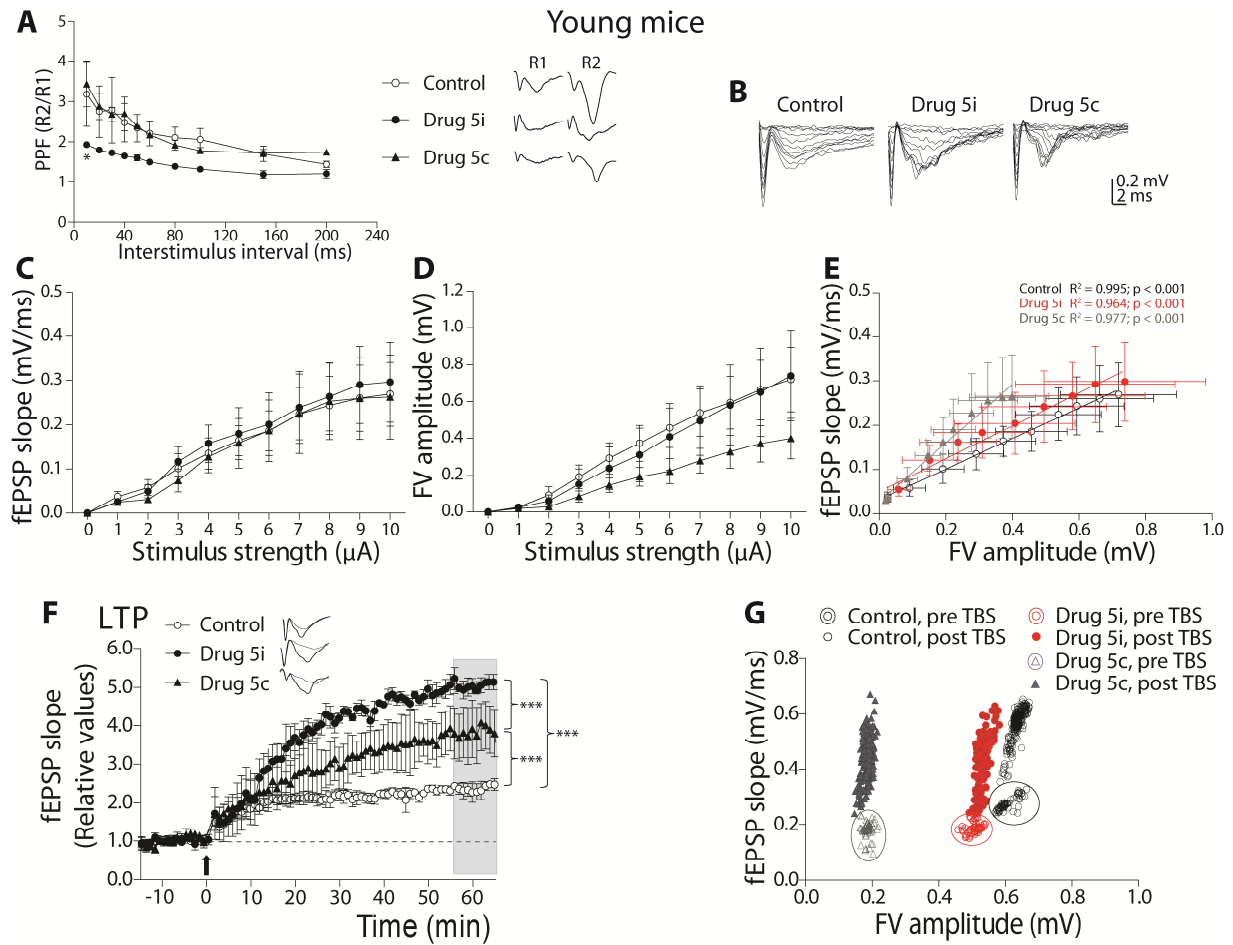 Young mice
A
5
4
3
2
1
0
PPF (R2/R1)
0 40 80 120 160 200 240
Interstimulus interval (ms)
*
R1 R2
Control
Drug 5i
Drug 5c
B
Control Drug 5i Drug 5c
0.2 mV
2 ms
C
0.5
0.4
0.3
0.2
0.1
0.0
fEPSP slope (mV/ms)
0 1 2 3 4 5 6 7 8 9 10
Stimulus strength (µA)
D
1.2
1.0
0.8
0.6
0.4
0.2
0.0
FV amplitude (mV)
0 1 2 3 4 5 6 7 8 9 10
Stimulus strength (µA)
E
Control R² = 0.995; p < 0.001
Drug 5i R² = 0.964; p < 0.001
Drug 5c R² = 0.977; p < 0.001
0.5
0.4
0.3
0.2
0.1
0.0
fEPSP slope (mV/ms)
0.0 0.2 0.4 0.6 0.8 1.0
FV amplitude (mV)
F LTP
Control
Drug 5i
Drug 5c
6.0
5.0
4.0
3.0
2.0
1.0
0.0
fEPSP slope
(Relative values)
***
***
***
-10 0 10 20 30 40 50 60
Time (min)
G
Control, pre TBS
Control, post TBS
Drug 5i, pre TBS
Drug 5i, post TBS
Drug 5c, pre TBS
Drug 5c, post TBS
0.8
0.6
0.4
0.2
0.0
fEPSP slope (mV/ms)
0.0 0.2 0.4 0.6 0.8 1.0
FV amplitude (mV)